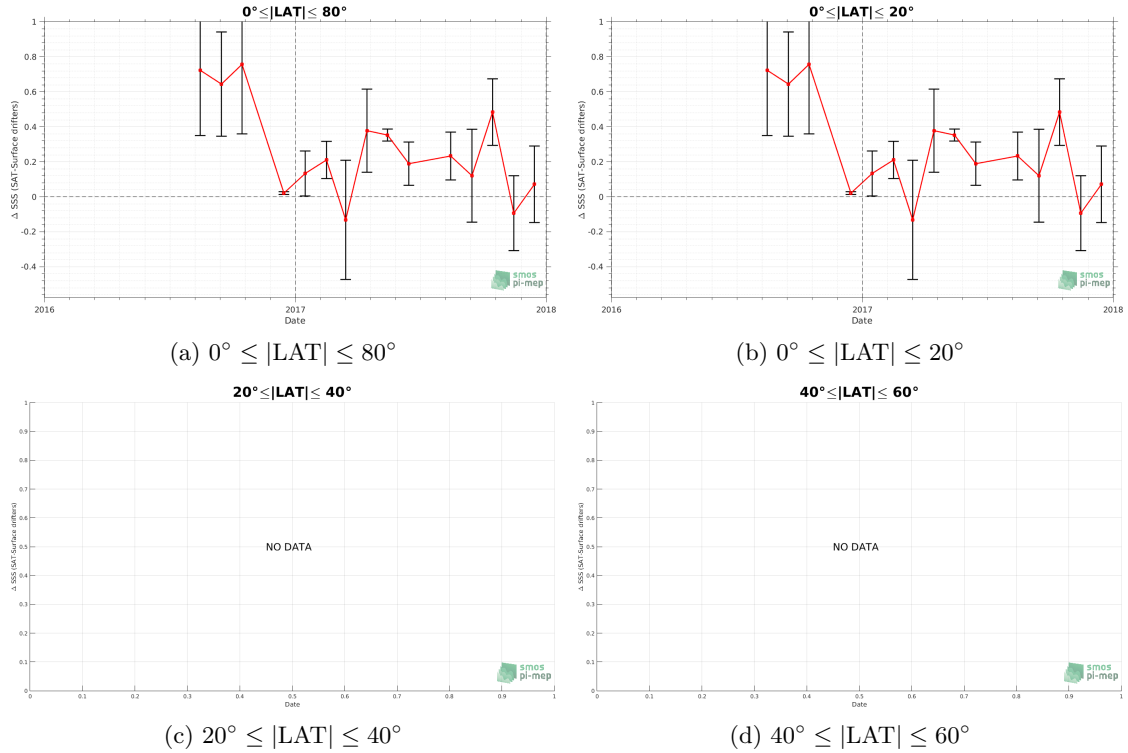 0°≤|LAT|≤ 80°
1
0.8
0.6
0.4
0.2
0
-0.2
-0.4
Δ SSS (SAT-Surface drifters)
2016
2017
2018
Date
smos
pi-mep
(a) 0° ≤ |LAT| ≤ 80°
0°≤|LAT|≤ 20°
1
0.8
0.6
0.4
0.2
0
-0.2
-0.4
Δ SSS (SAT-Surface drifters)
2016
2017
2018
Date
smos
pi-mep
(b) 0° ≤ |LAT| ≤ 20°
20°≤|LAT|≤ 40°
1
0.9
0.8
0.7
0.6
0.5
0.4
0.3
0.2
0.1
0
Δ SSS (SAT-Surface drifters)
NO DATA
0 0.1 0.2 0.3 0.4 0.5 0.6 0.7 0.8 0.9 1
Date
smos
pi-mep
(c) 20° ≤ |LAT| ≤ 40°
40°≤|LAT|≤ 60°
1
0.9
0.8
0.7
0.6
0.5
0.4
0.3
0.2
0.1
0
Δ SSS (SAT-Surface drifters)
NO DATA
0 0.1 0.2 0.3 0.4 0.5 0.6 0.7 0.8 0.9 1
Date
smos
pi-mep
(d) 40° ≤ |LAT| ≤ 60°